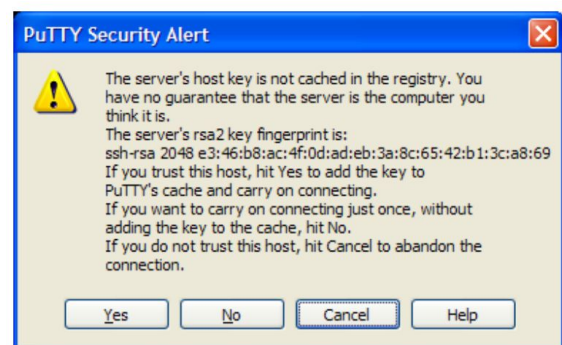 PuTTY Security Alert
The server's host key is not cached in the registry. You
have no guarantee that the server is the computer you
think it is.
The server's rsa2 key fingerprint is:
ssh-rsa 2048 e3:46:b8:ac:4f:0d:ad:eb:3a:8c:65:42:b1:3c:a8:69
If you trust this host, hit Yes to add the key to
PuTTY's cache and carry on connecting.
If you want to carry on connecting just once, without
adding the key to the cache, hit No.
If you do not trust this host, hit Cancel to abandon the
connection.
Yes No Cancel Help